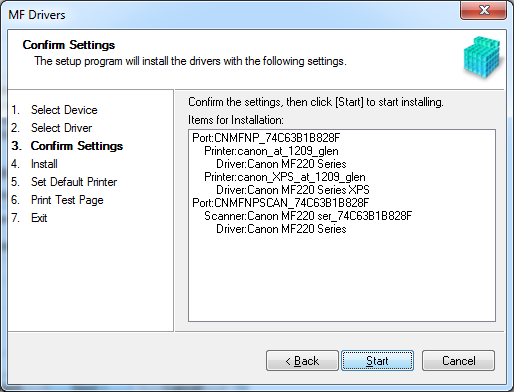 MF Drivers
Confirm Settings
The setup program will install the drivers with the following settings.
1. Select Device
2. Select Driver
3. Confirm Settings
4. Install
5. Set Default Printer
6. Print Test Page
7. Exit
Confirm the settings, then click [Start] to start installing.
Items for Installation:
Port:CNMFNP_74C63B1B828F
Printer:canon_at_1209_glen
Driver:Canon MF220 Series
Printer:canon_XPS_at_1209_glen
Driver:Canon MF220 Series XPS
Port:CNMFNPSCAN_74C63B1B828F
Scanner:Canon MF220 ser_74C63B1B828F
Driver:Canon MF220 Series
< Back
Start
Cancel